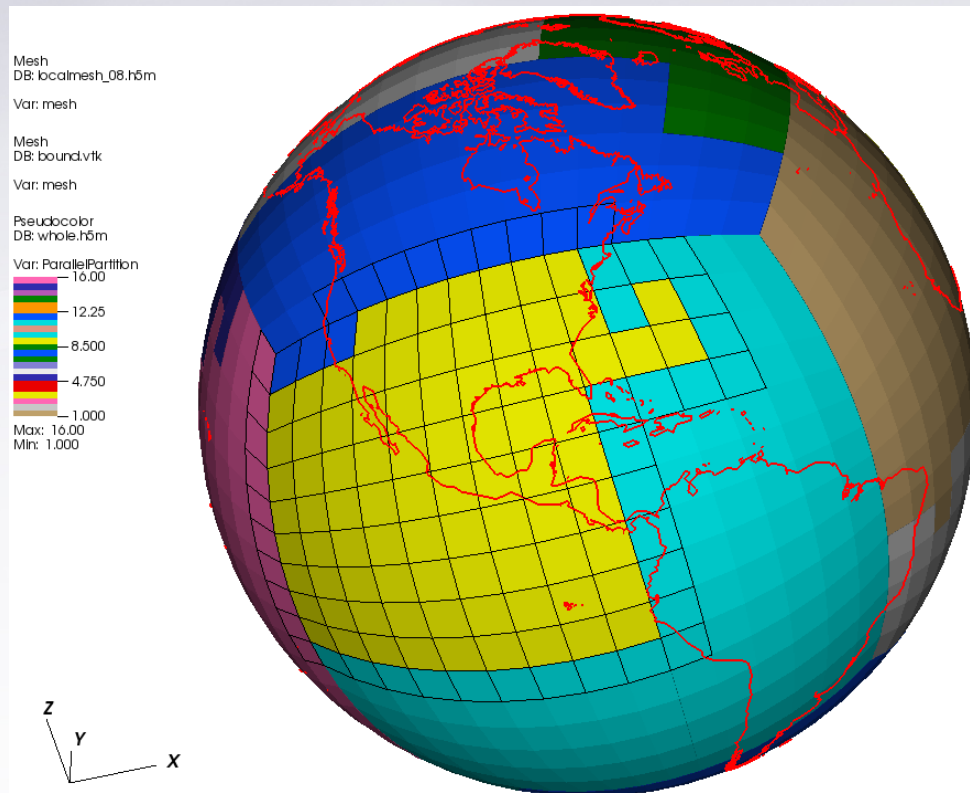 Mesh
DB: localmesh_08.h5m
Var: mesh
Mesh
DB: bound.vtk
Var: mesh
Pseudocolor
DB: whole.h5m
Var: ParallelPartition
16.00
12.25
8.500
4.750
1.000
Max: 16.00
Min: 1.000
Z
Y
X